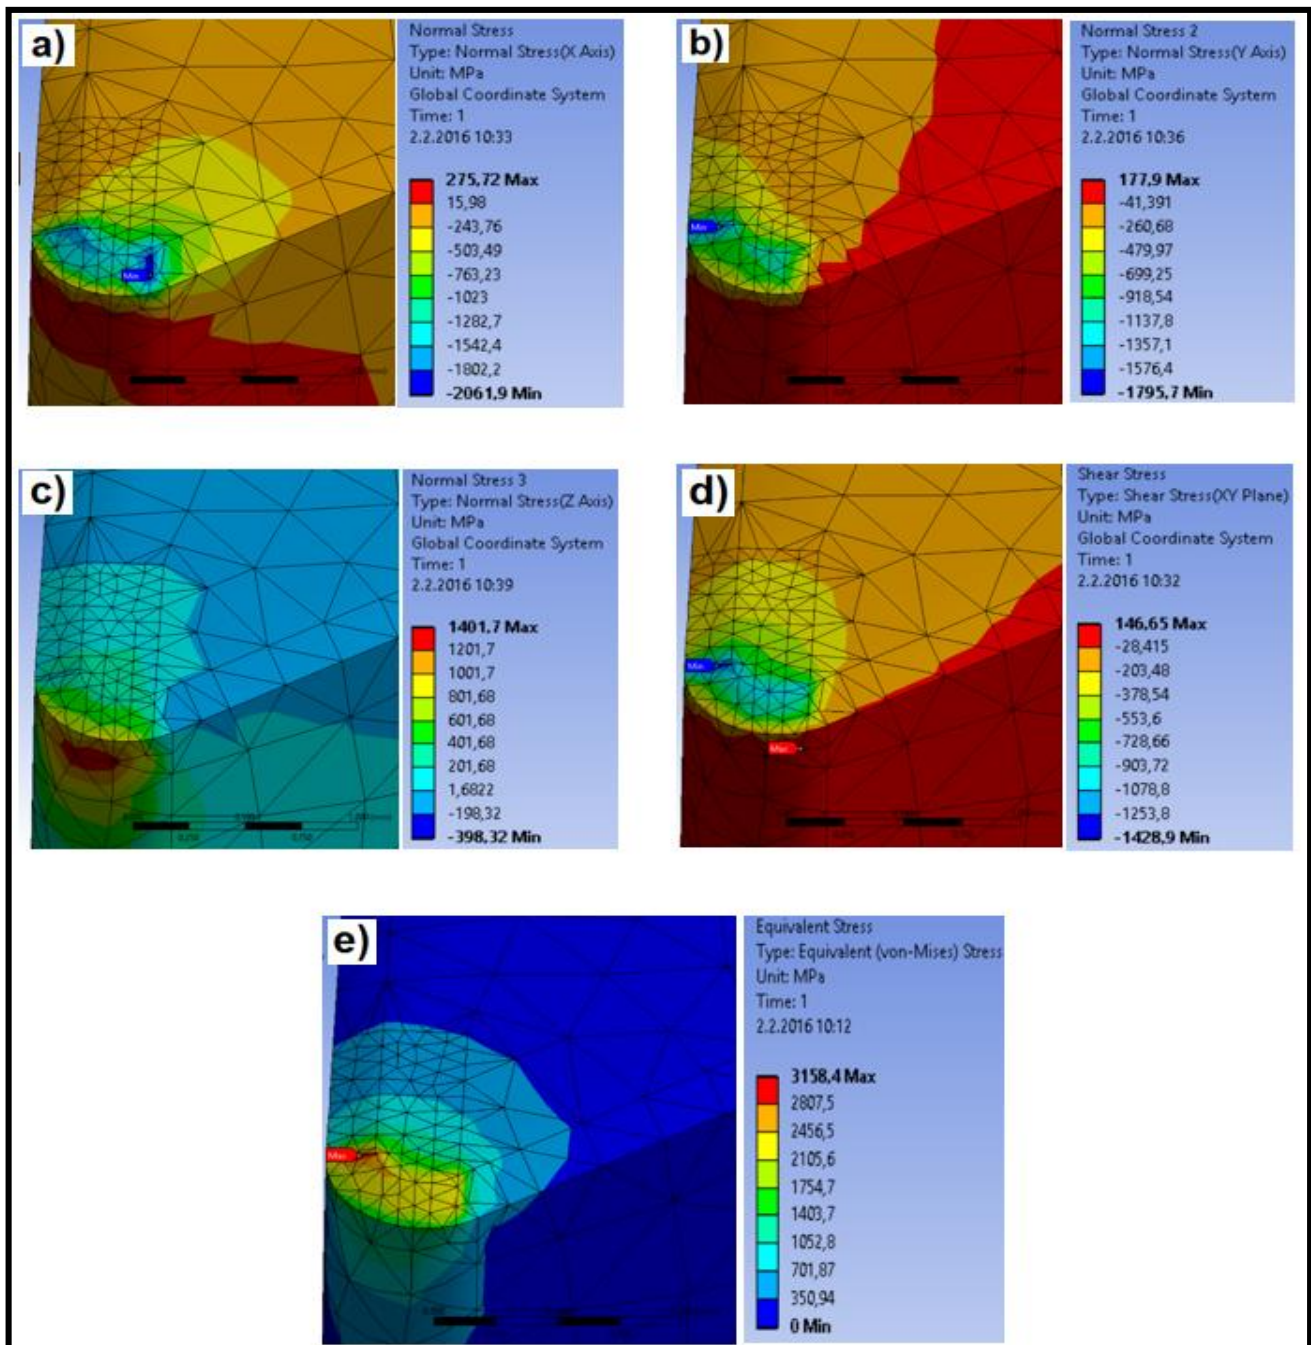 a)
Normal Stress
Type: Normal Stress(X Axis)
Unit: MPa
Global Coordinate System
Time: 1
2.2.2016 10:33
275,72 Max
15,98
-243,76
-503,49
-763,23
-1023
-1282,7
-1542,4
-1802,2
-2061,9 Min
Min
b)
Normal Stress 2
Type: Normal Stress(Y Axis)
Unit: MPa
Global Coordinate System
Time: 1
2.2.2016 10:36
177,9 Max
-41,391
-260,68
-479,97
-699,25
-918,54
-1137,8
-1357,1
-1576,4
-1795,7 Min
Min
c)
Normal Stress 3
Type: Normal Stress(Z Axis)
Unit: MPa
Global Coordinate System
Time: 1
2.2.2016 10:39
1401,7 Max
1201,7
1001,7
801,68
601,68
401,68
201,68
1,6822
-198,32
-398,32 Min
d)
Shear Stress
Type: Shear Stress(XY Plane)
Unit: MPa
Global Coordinate System
Time: 1
2.2.2016 10:32
146,65 Max
-28,415
-203,48
-378,54
-553,6
-728,66
-903,72
-1078,8
-1253,8
-1428,9 Min
Min
Max
e)
Equivalent Stress
Type: Equivalent (von-Mises) Stress
Unit: MPa
Time: 1
2.2.2016 10:12
3158,4 Max
2807,5
2456,5
2105,6
1754,7
1403,7
1052,8
701,87
350,94
0 Min
Max